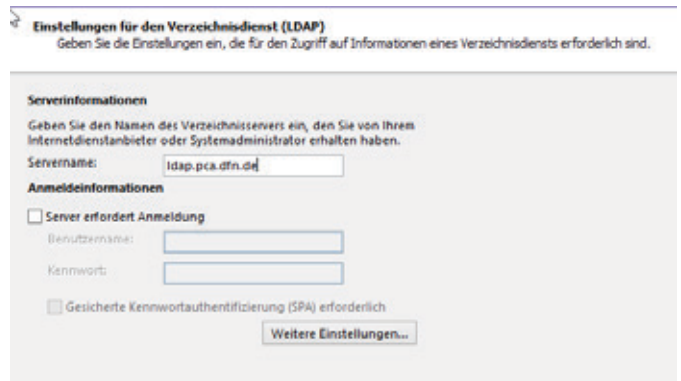 Einstellungen für den Verzeichnisdienst (LDAP)
Geben Sie die Einstellungen ein, die für den Zugriff auf Informationen eines Verzeichnisdiensts erforderlich sind.
Serverinformationen
Geben Sie den Namen des Verzeichnisservers ein, den Sie von Ihrem
Internetdienstanbieter oder Systemadministrator erhalten haben.
Servername: ldap.pca.dfn.de
Anmeldeinformationen
Server erfordert Anmeldung
Benutzername:
Kennwort:
Gesicherte Kennwortauthentifizierung (SPA) erforderlich
Weitere Einstellungen...